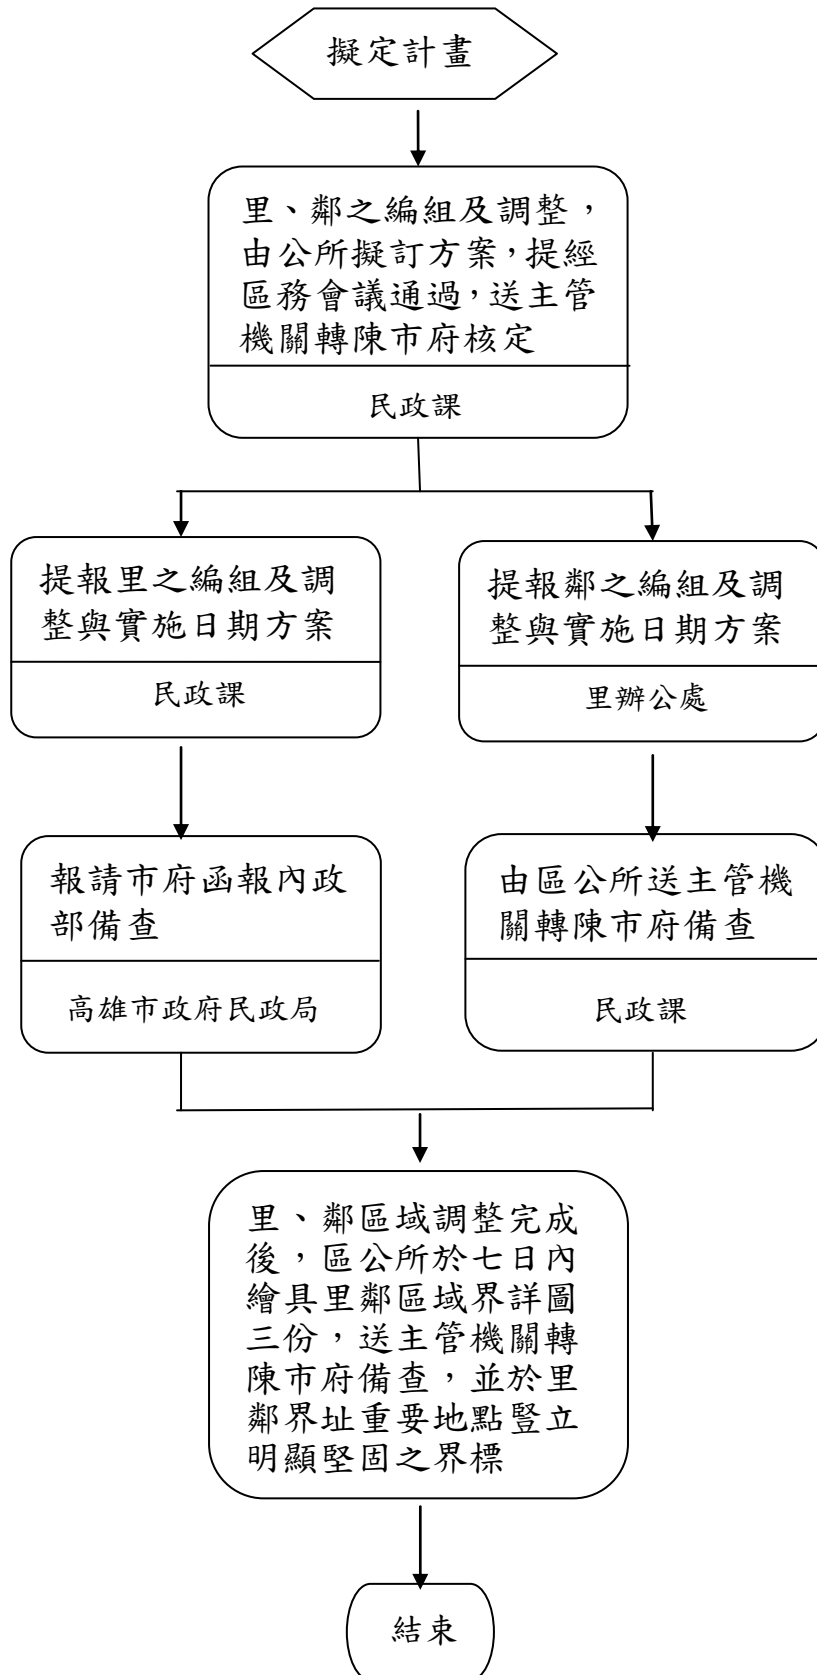 擬定計畫
里、鄰之編組及調整，
由公所擬訂方案，提經
區務會議通過，送主管
機關轉陳市府核定
民政課
提報里之編組及調
整與實施日期方案
民政課
提報鄰之編組及調
整與實施日期方案
里辦公處
報請市府函報內政
部備查
高雄市政府民政局
由區公所送主管機
關轉陳市府備查
民政課
里、鄰區域調整完成
後，區公所於七日內
繪具里鄰區域界詳圖
三份，送主管機關轉
陳市府備查，並於里
鄰界址重要地點豎立
明顯堅固之界標
結束